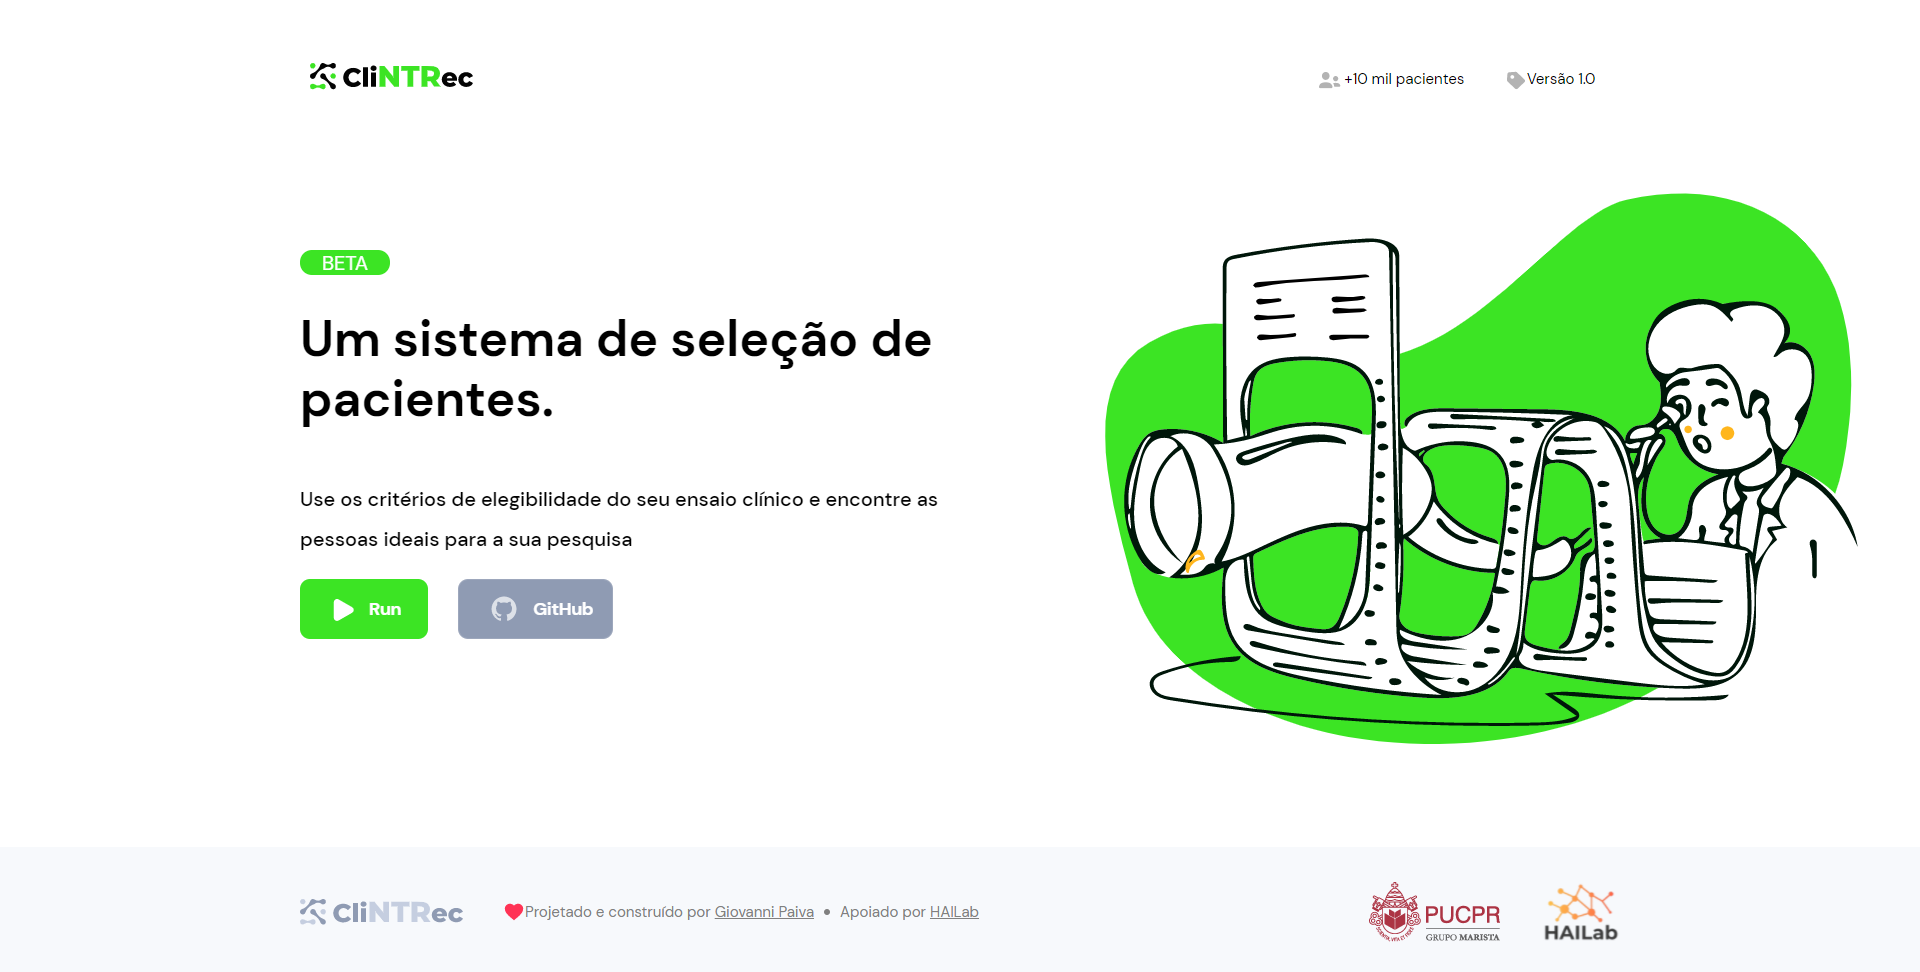 CliNTRec
+10 mil pacientes
Versão 1.0
BETA
Um sistema de seleção de
pacientes.
Use os critérios de elegibilidade do seu ensaio clínico e encontre as
pessoas ideais para a sua pesquisa
Run
GitHub
CliNTRec
Projetado e construído por Giovanni Paiva • Apoiado por HAILab
PUCPR
GRUPO MARISTA
HAILab